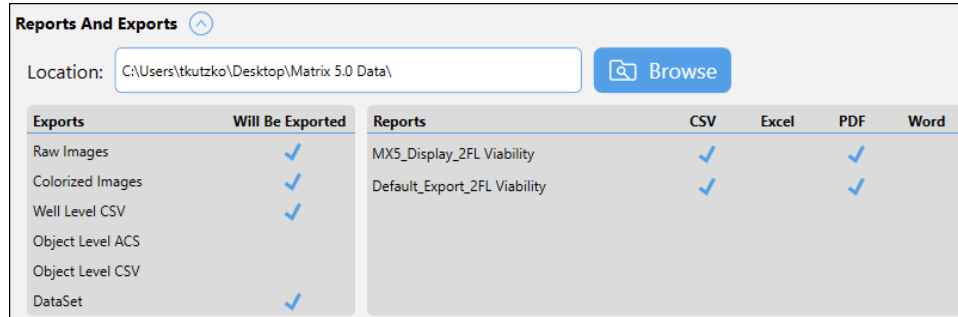 Reports And Exports
Location: C:\Users\tkutzko\Desktop\Matrix 5.0 Data\ Browse
Exports Will Be Exported Reports CSV Excel PDF Word
Raw Images MX5_Display_2FL Viability
Colorized Images Default_Export_2FL Viability
Well Level CSV
Object Level ACS
Object Level CSV
DataSet